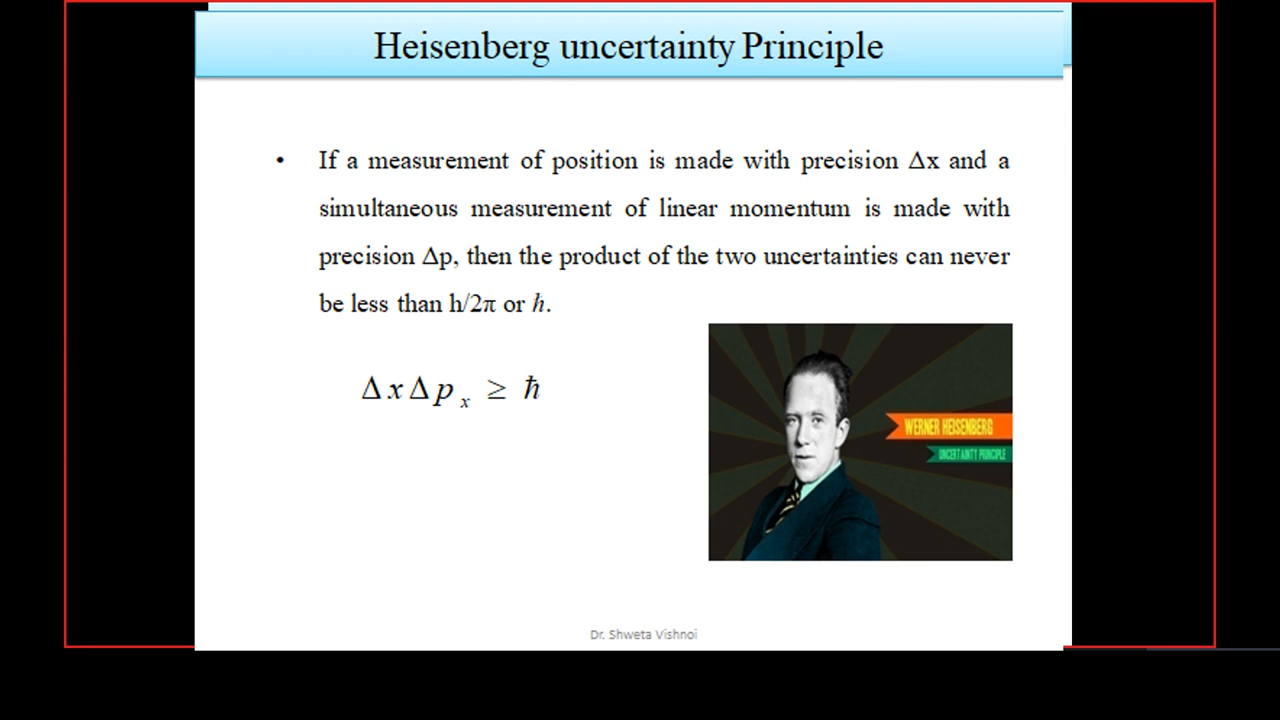 Heisenberg uncertainty Principle
• If a measurement of position is made with precision Δx and a
simultaneous measurement of linear momentum is made with
precision Δp, then the product of the two uncertainties can never
be less than h/2π or ℏ.
Δx Δp_x ≥ ℏ
WERNER HEISENBERG
UNCERTAINTY PRINCIPLE
Dr. Shweta Vishnoi